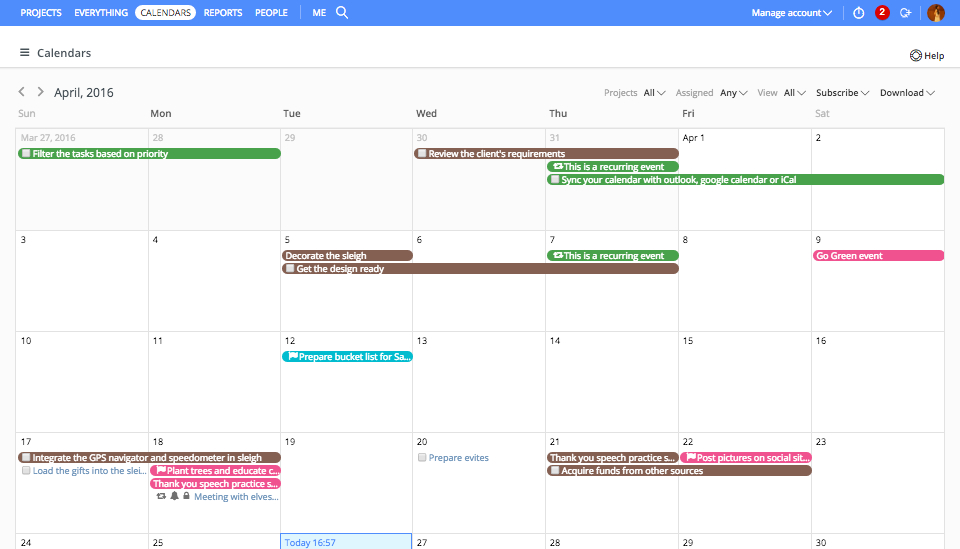 PROJECTS EVERYTHING CALENDARS REPORTS PEOPLE ME Manage account 2
Calendars
Help
April, 2016 Projects All Assigned Any View All Subscribe Download
Sun Mon Tue Wed Thu Fri Sat
Mar 27, 2016 28 29 30 31 Apr 1 2
Filter the tasks based on priority Review the client's requirements
This is a recurring event
Sync your calendar with outlook, google calendar or iCal
3 4 5 6 7 8 9
Decorate the sleigh This is a recurring event Go Green event
Get the design ready
10 11 12 13 14 15 16
Prepare bucket list for Sa...
17 18 19 20 21 22 23
Integrate the GPS navigator and speedometer in sleigh Prepare evites Thank you speech practice s... Post pictures on social sit...
Load the gifts into the slei... Plant trees and educate c... Acquire funds from other sources
Thank you speech practice s...
Meeting with elves...
24 25 Today 16:57 27 28 29 30